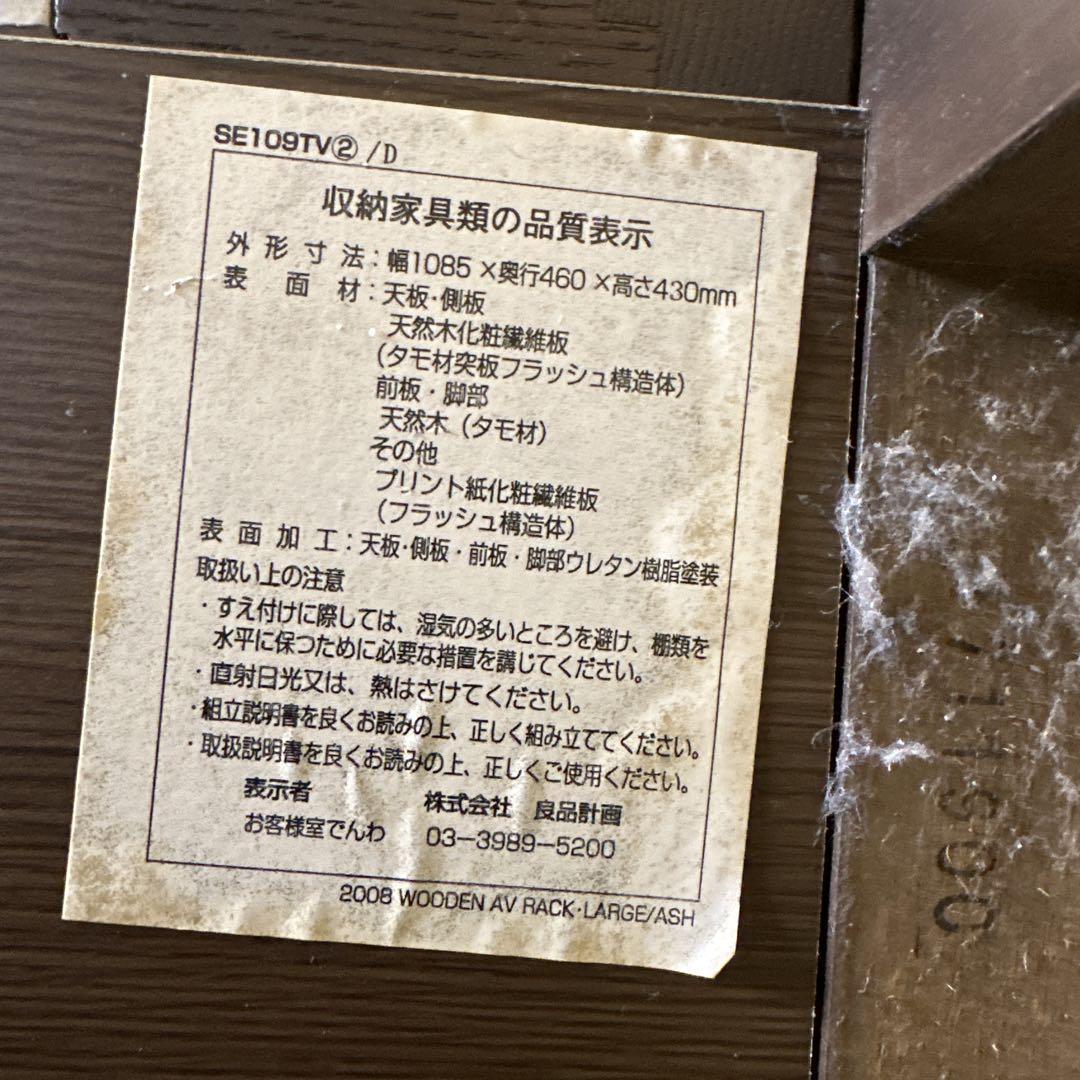 SE109TV② /D
収納家具類の品質表示
外形寸法：幅1085×奥行460×高さ430mm
表面材：天板・側板
天然木化粧繊維板
(タモ材突板フラッシュ構造体)
前板・脚部
天然木（タモ材）
その他
プリント紙化粧繊維板
(フラッシュ構造体)
表面加工：天板・側板・前板・脚部ウレタン樹脂塗装
取扱い上の注意
・すえ付けに際しては、湿気の多いところを避け、棚類を
水平に保つために必要な措置を講じてください。
・直射日光又は、熱はさけてください。
・組立説明書を良くお読みの上、正しく組み立ててください。
・取扱説明書を良くお読みの上、正しくご使用ください。
表示者 株式会社 良品計画
お客様室でんわ 03-3989-5200
2008 WOODEN AV RACK・LARGE/ASH